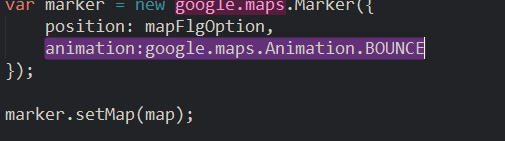 var marker = new google.maps.Marker({
position: mapFlgOption,
animation:google.maps.Animation.BOUNCE
});
marker.setMap(map);